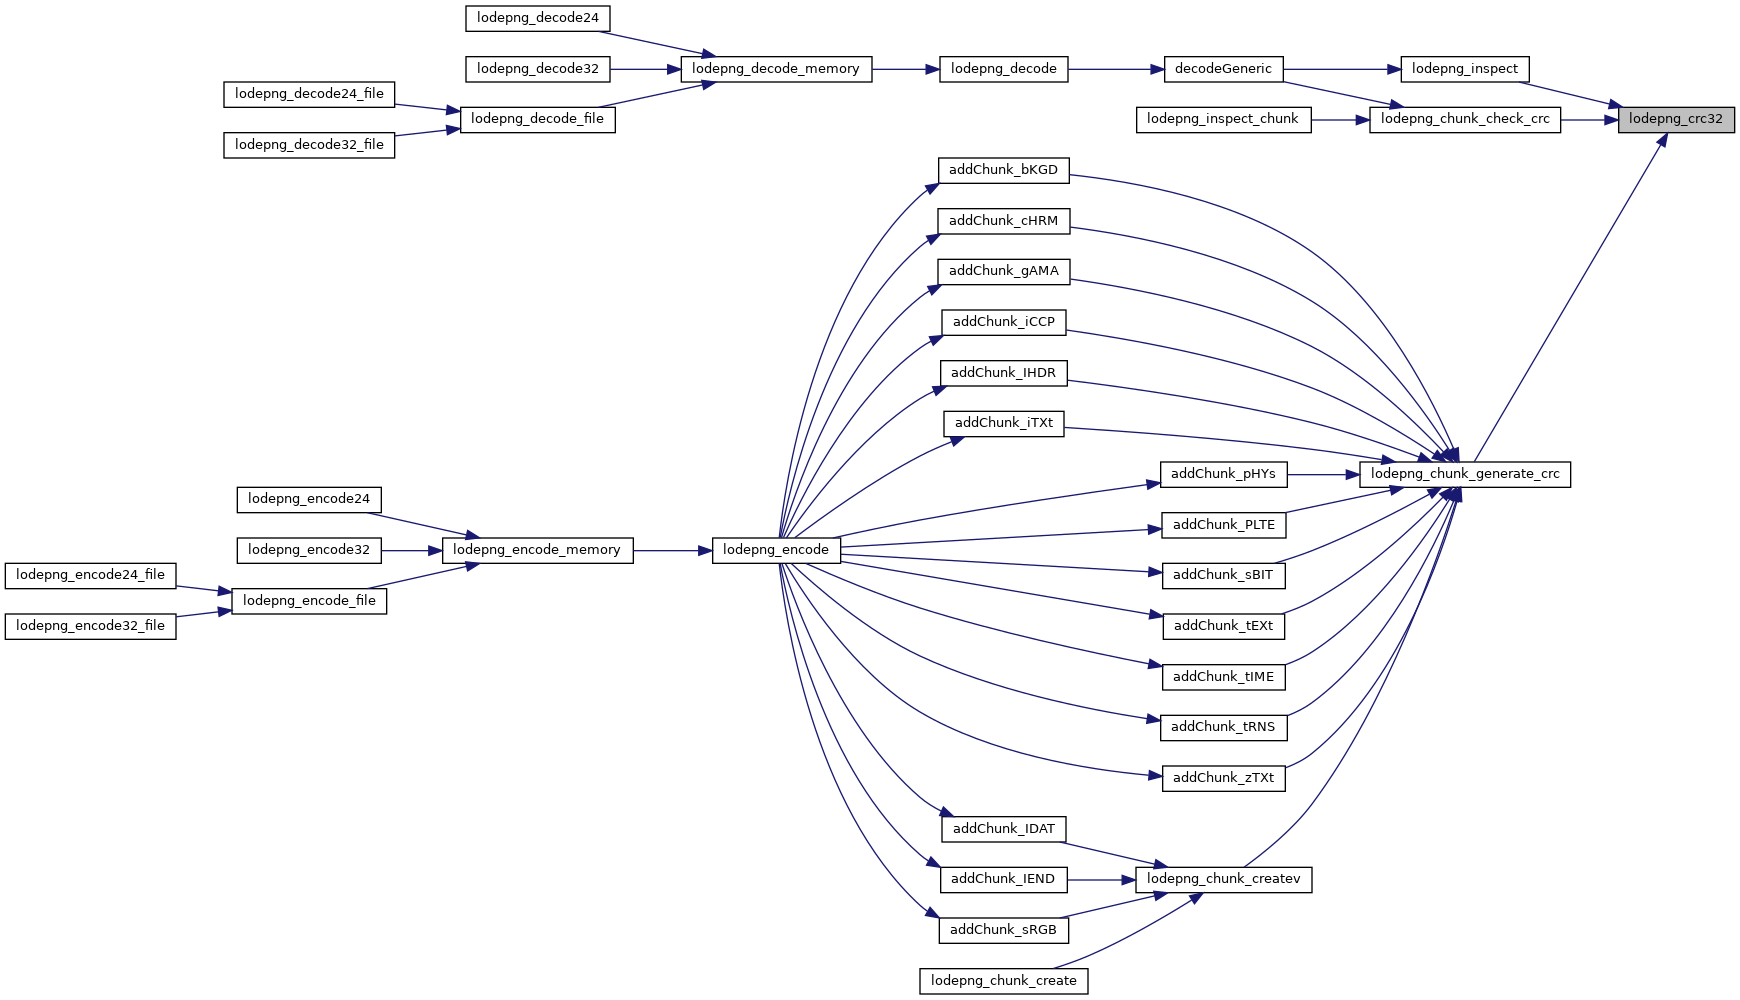 lodepng_decode24
lodepng_decode32
lodepng_decode_memory
lodepng_decode
decodeGeneric
lodepng_inspect
lodepng_decode24_file
lodepng_decode_file
lodepng_inspect_chunk
lodepng_chunk_check_crc
lodepng_crc32
lodepng_decode32_file
addChunk_bKGD
addChunk_cHRM
addChunk_gAMA
addChunk_iCCP
addChunk_IHDR
addChunk_iTXt
addChunk_pHYs
lodepng_chunk_generate_crc
lodepng_encode24
addChunk_PLTE
lodepng_encode32
lodepng_encode_memory
lodepng_encode
lodepng_encode24_file
addChunk_sBIT
lodepng_encode_file
lodepng_encode32_file
addChunk_tEXt
addChunk_tIME
addChunk_tRNS
addChunk_zTXt
addChunk_IDAT
addChunk_IEND
lodepng_chunk_createv
addChunk_sRGB
lodepng_chunk_create